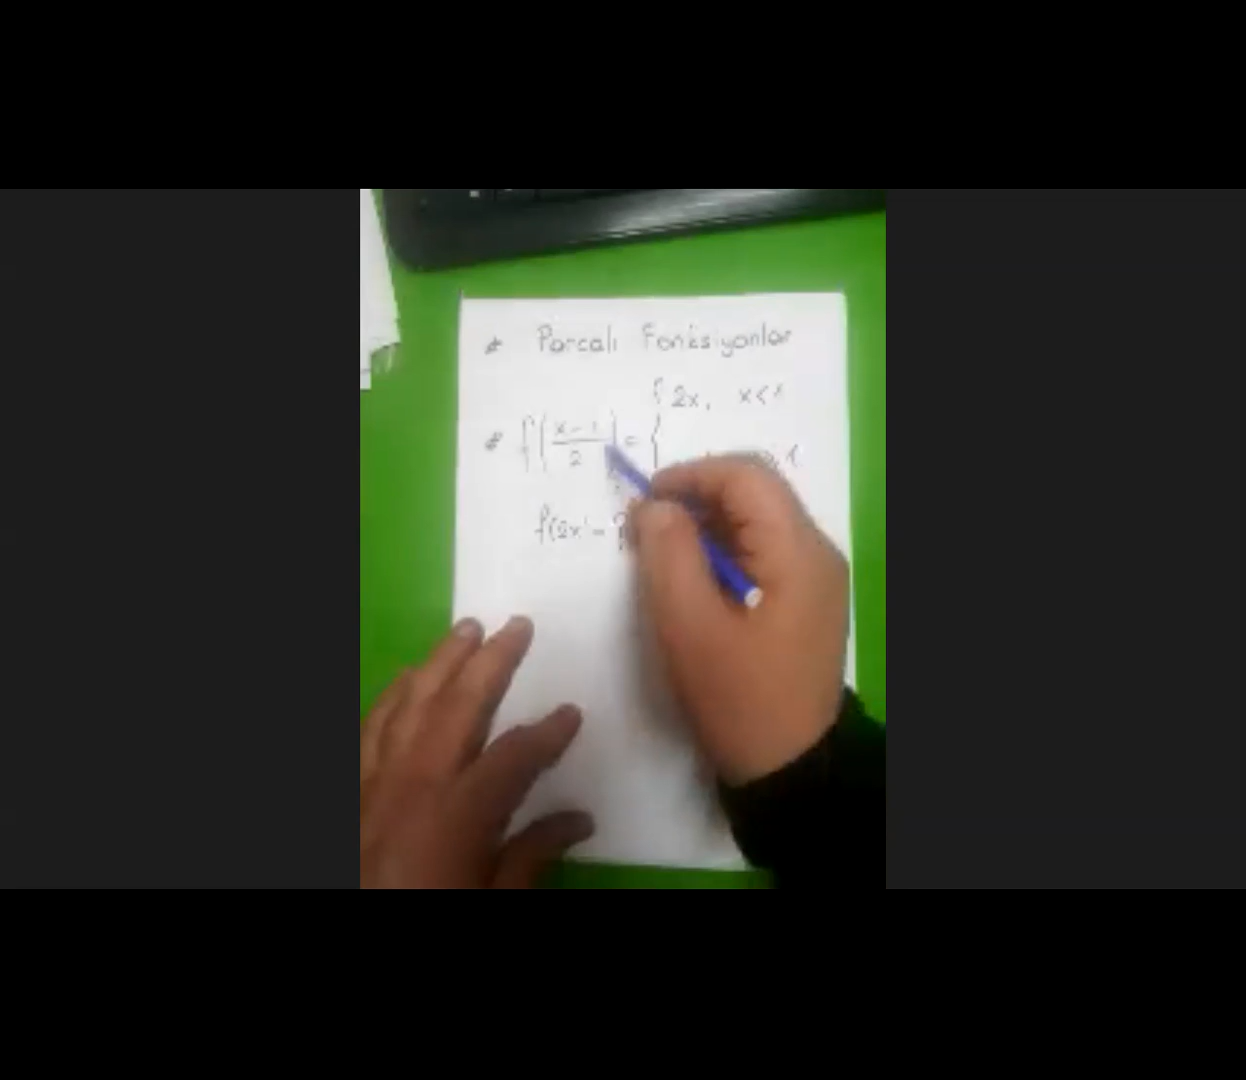 * Parçalı Fonksiyonlar
2x, x<1
* f(x-1/2) = {
f(2x) = ?